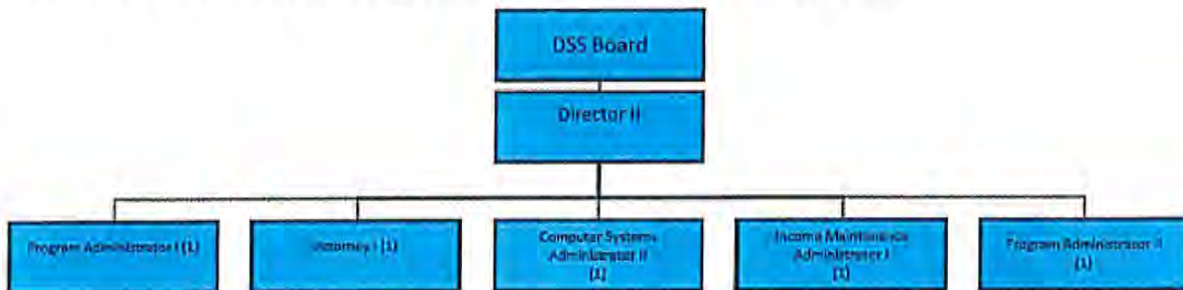 DSS Board
Director II
Program Administrator I (1)
Attorney I (1)
Computer Systems
Administrator II
(1)
Income Maintenance
Administrator I
(1)
Program Administrator II
(1)